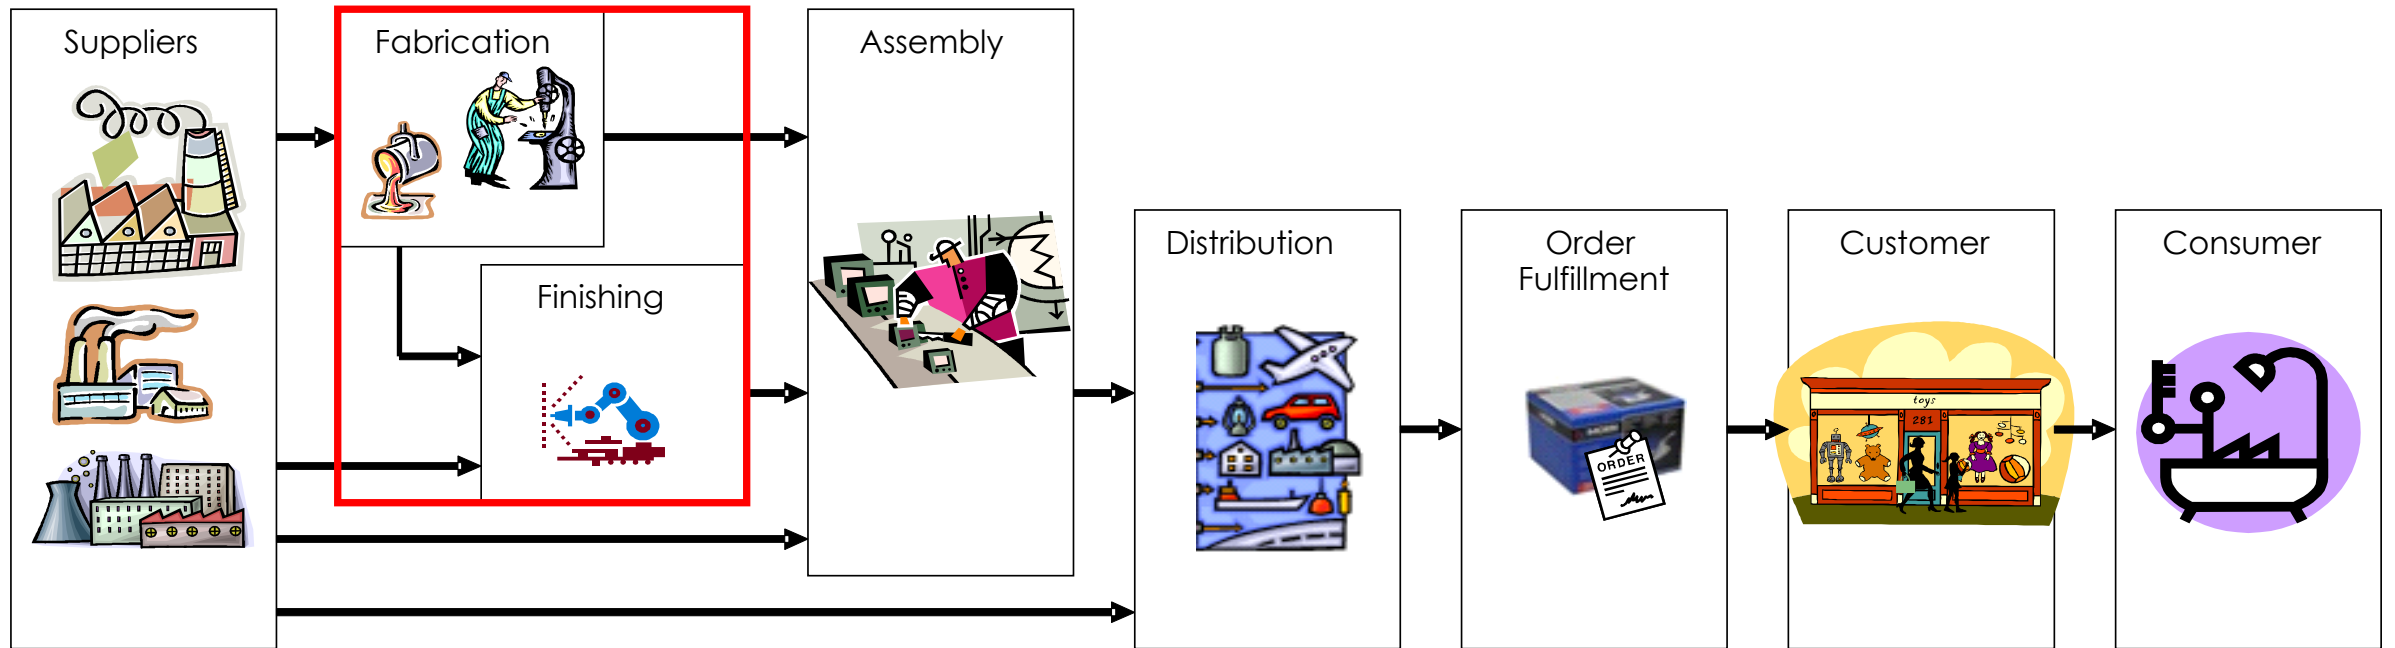 Suppliers
Fabrication
Assembly
Finishing
Distribution
Order
Fulfillment
ORDER
Customer
toys
281
Consumer